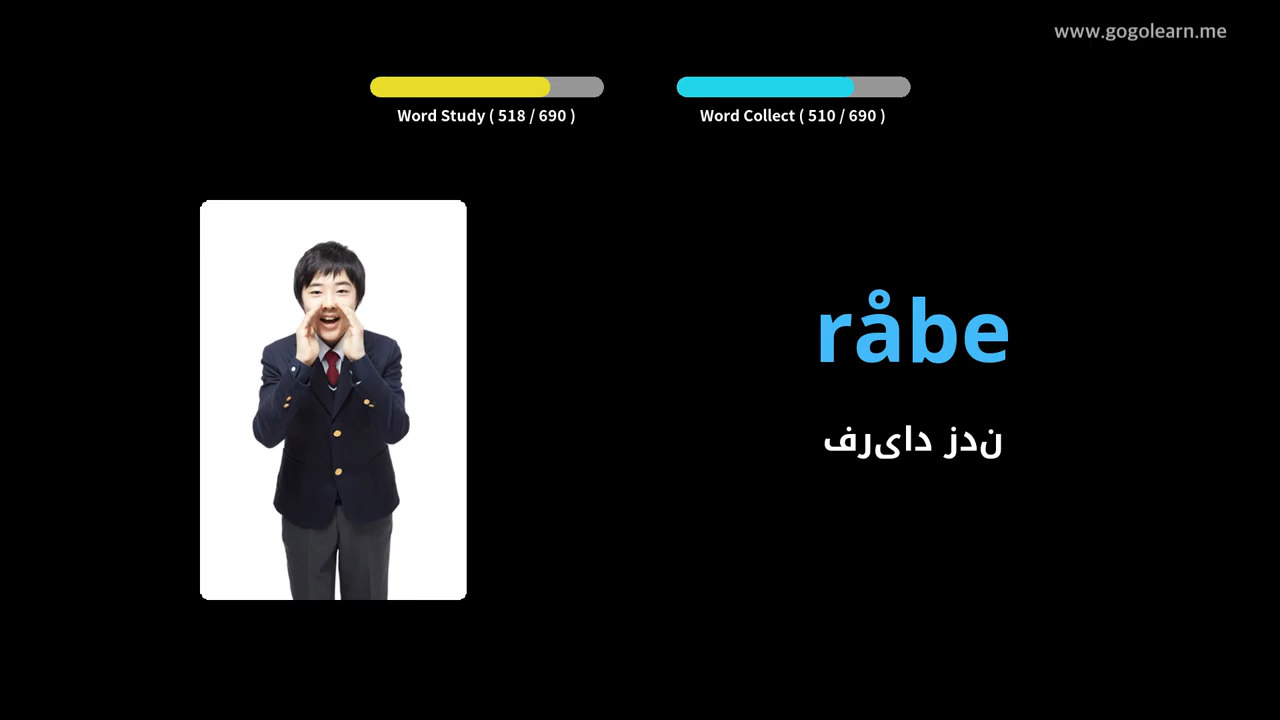 www.gogolearn.me
Word Study ( 518 / 690 )
Word Collect ( 510 / 690 )
råbe
فریاد زدن